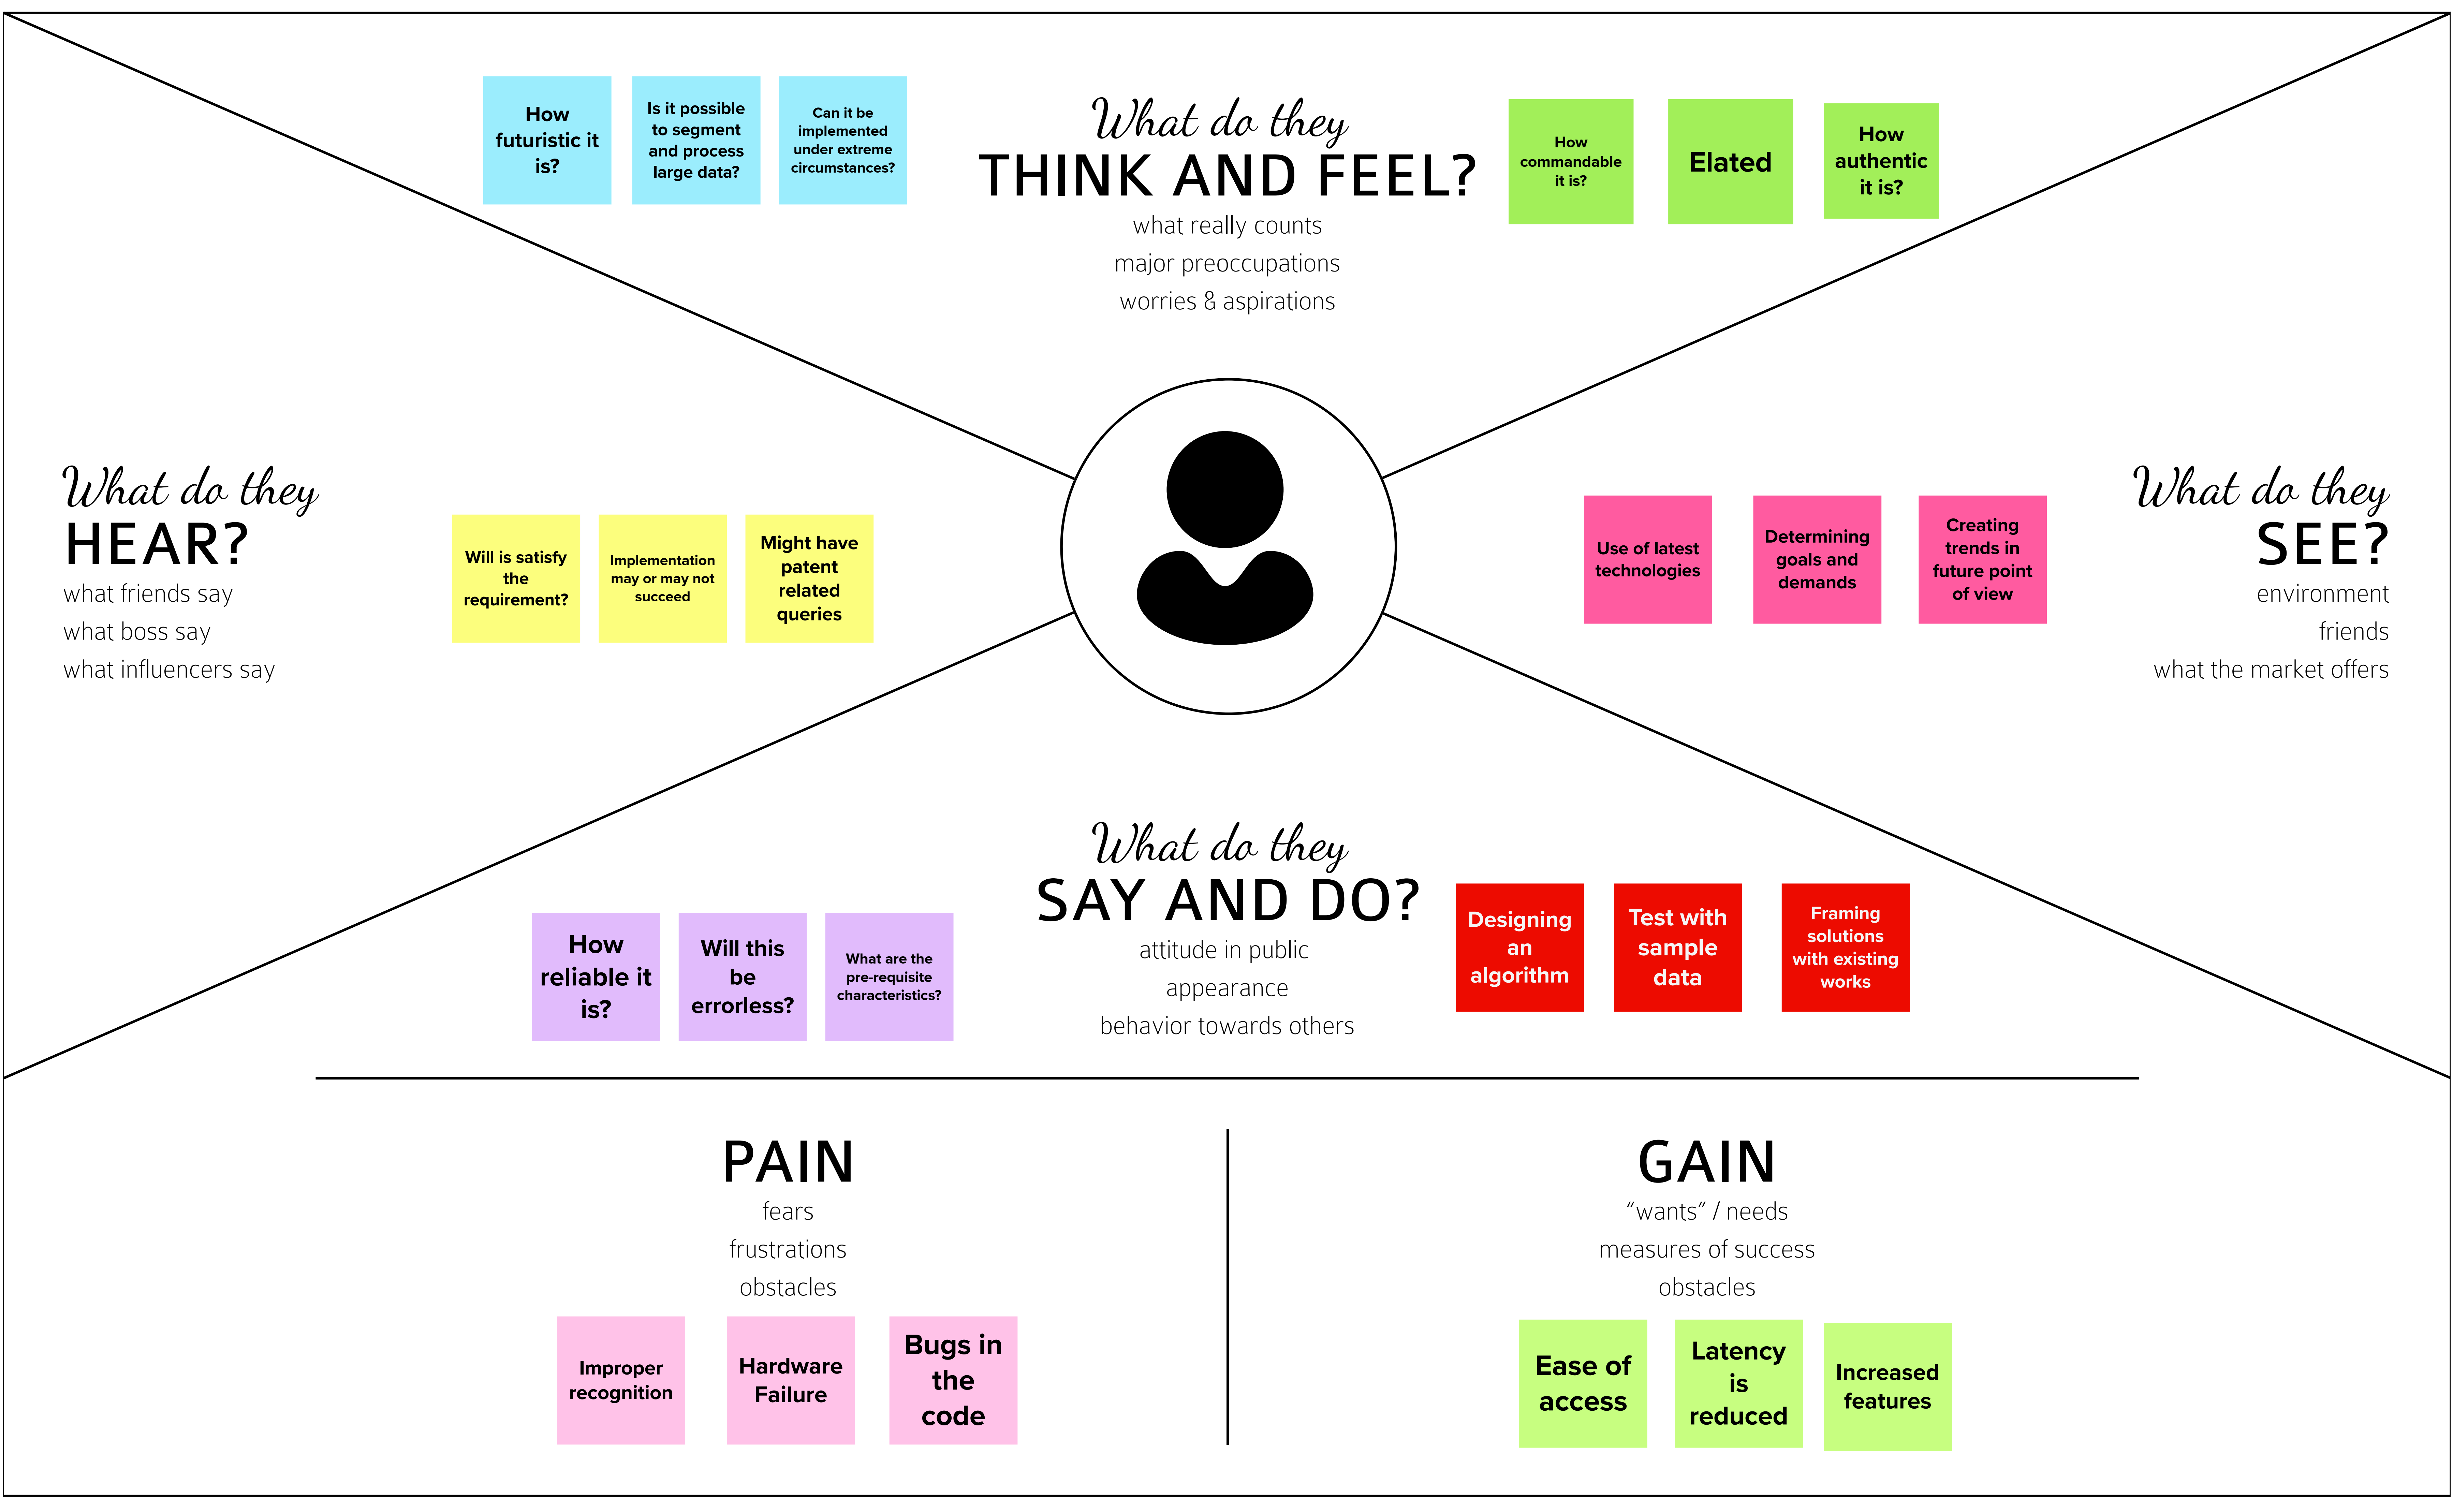 How
futuristic it
is?
Is it possible
to segment
and process
large data?
Can it be
implemented
under extreme
circumstances?
What do they
THINK AND FEEL?
what really counts
major preoccupations
worries & aspirations
How
commandable
it is?
Elated
How
authentic
it is?
What do they
HEAR?
what friends say
what boss say
what influencers say
Will is satisfy
the
requirement?
Implementation
may or may not
succeed
Might have
patent
related
queries
Use of latest
technologies
Determining
goals and
demands
Creating
trends in
future point
of view
What do they
SEE?
environment
friends
what the market offers
How
reliable it
is?
Will this
be
errorless?
What are the
pre-requisite
characteristics?
What do they
SAY AND DO?
attitude in public
appearance
behavior towards others
Designing
an
algorithm
Test with
sample
data
Framing
solutions
with existing
works
PAIN
fears
frustrations
obstacles
Improper
recognition
Hardware
Failure
Bugs in
the
code
GAIN
“wants” / needs
measures of success
obstacles
Ease of
access
Latency
is
reduced
Increased
features